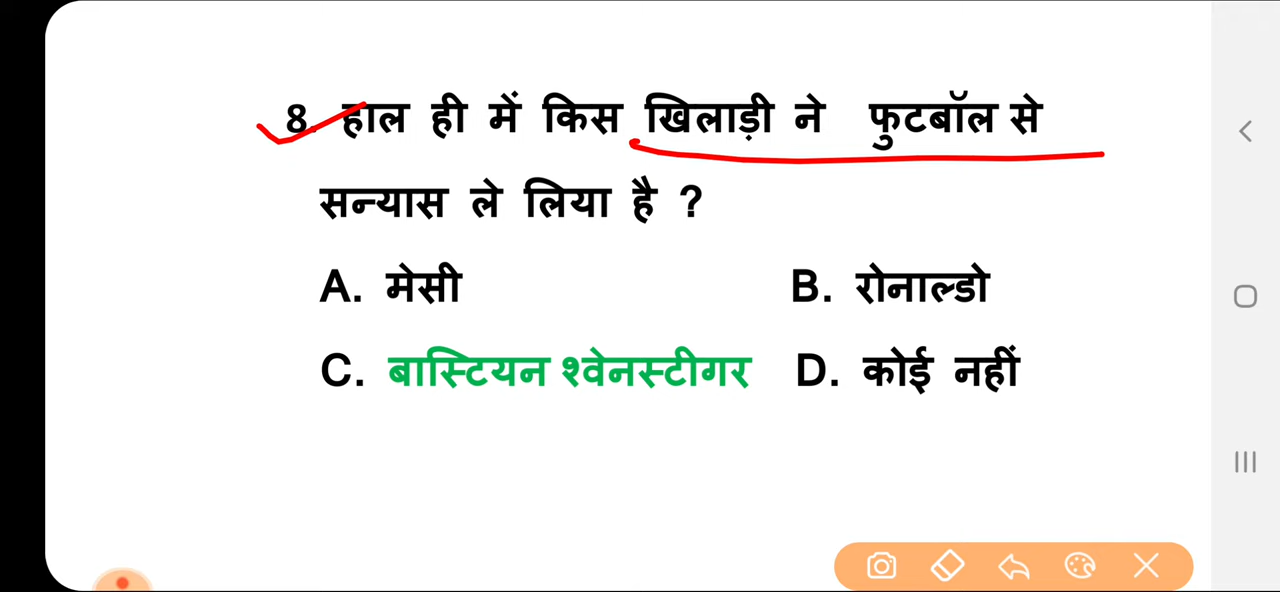 8. हाल ही में किस खिलाड़ी ने फुटबॉल से
सन्यास ले लिया है ?
A. मेसी B. रोनाल्डो
C. बास्टियन श्वेनस्टीगर D. कोई नहीं